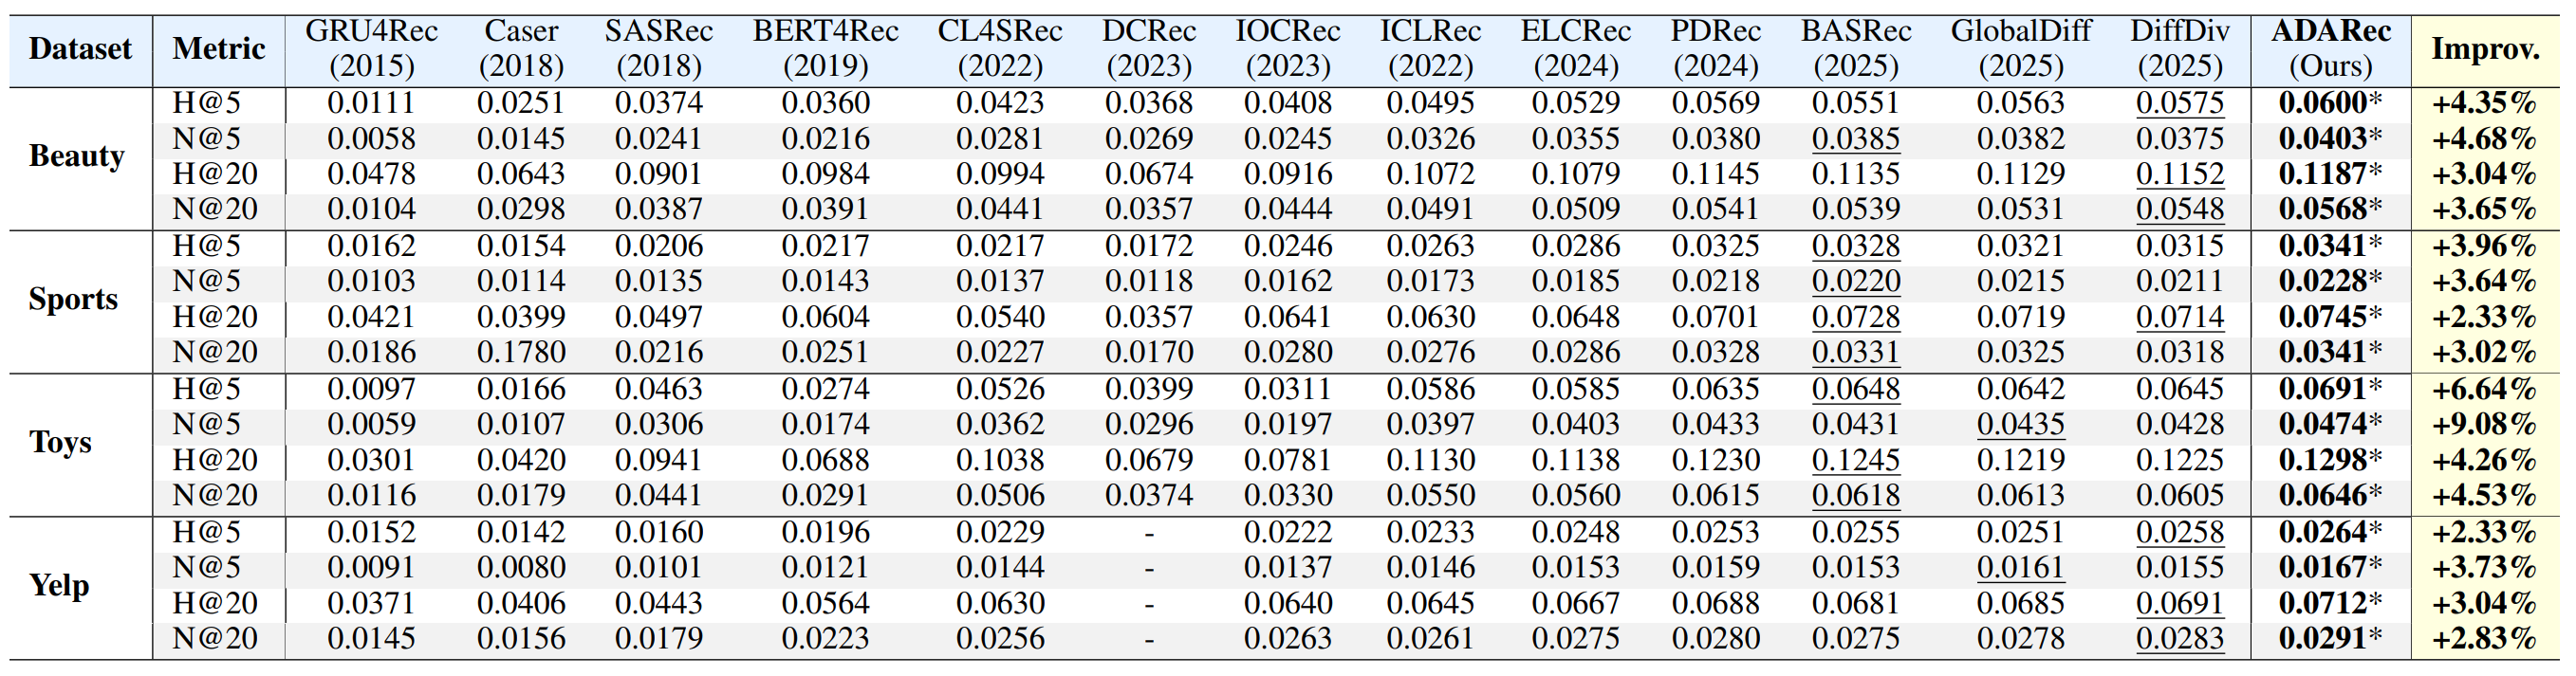 Dataset Metric GRU4Rec (2015) Caser (2018) SASRec (2018) BERT4Rec (2019) CL4SRec (2022) DCRec (2023) IOCRec (2023) ICLRec (2022) ELCRec (2024) PDRec (2024) BASRec (2025) GlobalDiff (2025) DiffDiv (2025) ADARec (Ours) Improv.
Beauty H@5 0.0111 0.0251 0.0374 0.0360 0.0423 0.0368 0.0408 0.0495 0.0529 0.0569 0.0551 0.0563 0.0575 0.0600* +4.35%
N@5 0.0058 0.0145 0.0241 0.0216 0.0281 0.0269 0.0245 0.0326 0.0355 0.0380 0.0385 0.0382 0.0375 0.0403* +4.68%
H@20 0.0478 0.0643 0.0901 0.0984 0.0994 0.0674 0.0916 0.1072 0.1079 0.1145 0.1135 0.1129 0.1152 0.1187* +3.04%
N@20 0.0104 0.0298 0.0387 0.0391 0.0441 0.0357 0.0444 0.0491 0.0509 0.0541 0.0539 0.0531 0.0548 0.0568* +3.65%
Sports H@5 0.0162 0.0154 0.0206 0.0217 0.0217 0.0172 0.0246 0.0263 0.0286 0.0325 0.0328 0.0321 0.0315 0.0341* +3.96%
N@5 0.0103 0.0114 0.0135 0.0143 0.0137 0.0118 0.0162 0.0173 0.0185 0.0218 0.0220 0.0215 0.0211 0.0228* +3.64%
H@20 0.0421 0.0399 0.0497 0.0604 0.0540 0.0357 0.0641 0.0630 0.0648 0.0701 0.0728 0.0719 0.0714 0.0745* +2.33%
N@20 0.0186 0.1780 0.0216 0.0251 0.0227 0.0170 0.0280 0.0276 0.0286 0.0328 0.0331 0.0325 0.0318 0.0341* +3.02%
Toys H@5 0.0097 0.0166 0.0463 0.0274 0.0526 0.0399 0.0311 0.0586 0.0585 0.0635 0.0648 0.0642 0.0645 0.0691* +6.64%
N@5 0.0059 0.0107 0.0306 0.0174 0.0362 0.0296 0.0197 0.0397 0.0403 0.0433 0.0431 0.0435 0.0428 0.0474* +9.08%
H@20 0.0301 0.0420 0.0941 0.0688 0.1038 0.0679 0.0781 0.1130 0.1138 0.1230 0.1245 0.1219 0.1225 0.1298* +4.26%
N@20 0.0116 0.0179 0.0441 0.0291 0.0506 0.0374 0.0330 0.0550 0.0560 0.0615 0.0618 0.0613 0.0605 0.0646* +4.53%
Yelp H@5 0.0152 0.0142 0.0160 0.0196 0.0229 - 0.0222 0.0233 0.0248 0.0253 0.0255 0.0251 0.0258 0.0264* +2.33%
N@5 0.0091 0.0080 0.0101 0.0121 0.0144 - 0.0137 0.0146 0.0153 0.0159 0.0153 0.0161 0.0155 0.0167* +3.73%
H@20 0.0371 0.0406 0.0443 0.0564 0.0630 - 0.0640 0.0645 0.0667 0.0688 0.0681 0.0685 0.0691 0.0712* +3.04%
N@20 0.0145 0.0156 0.0179 0.0223 0.0256 - 0.0263 0.0261 0.0275 0.0280 0.0275 0.0278 0.0283 0.0291* +2.83%